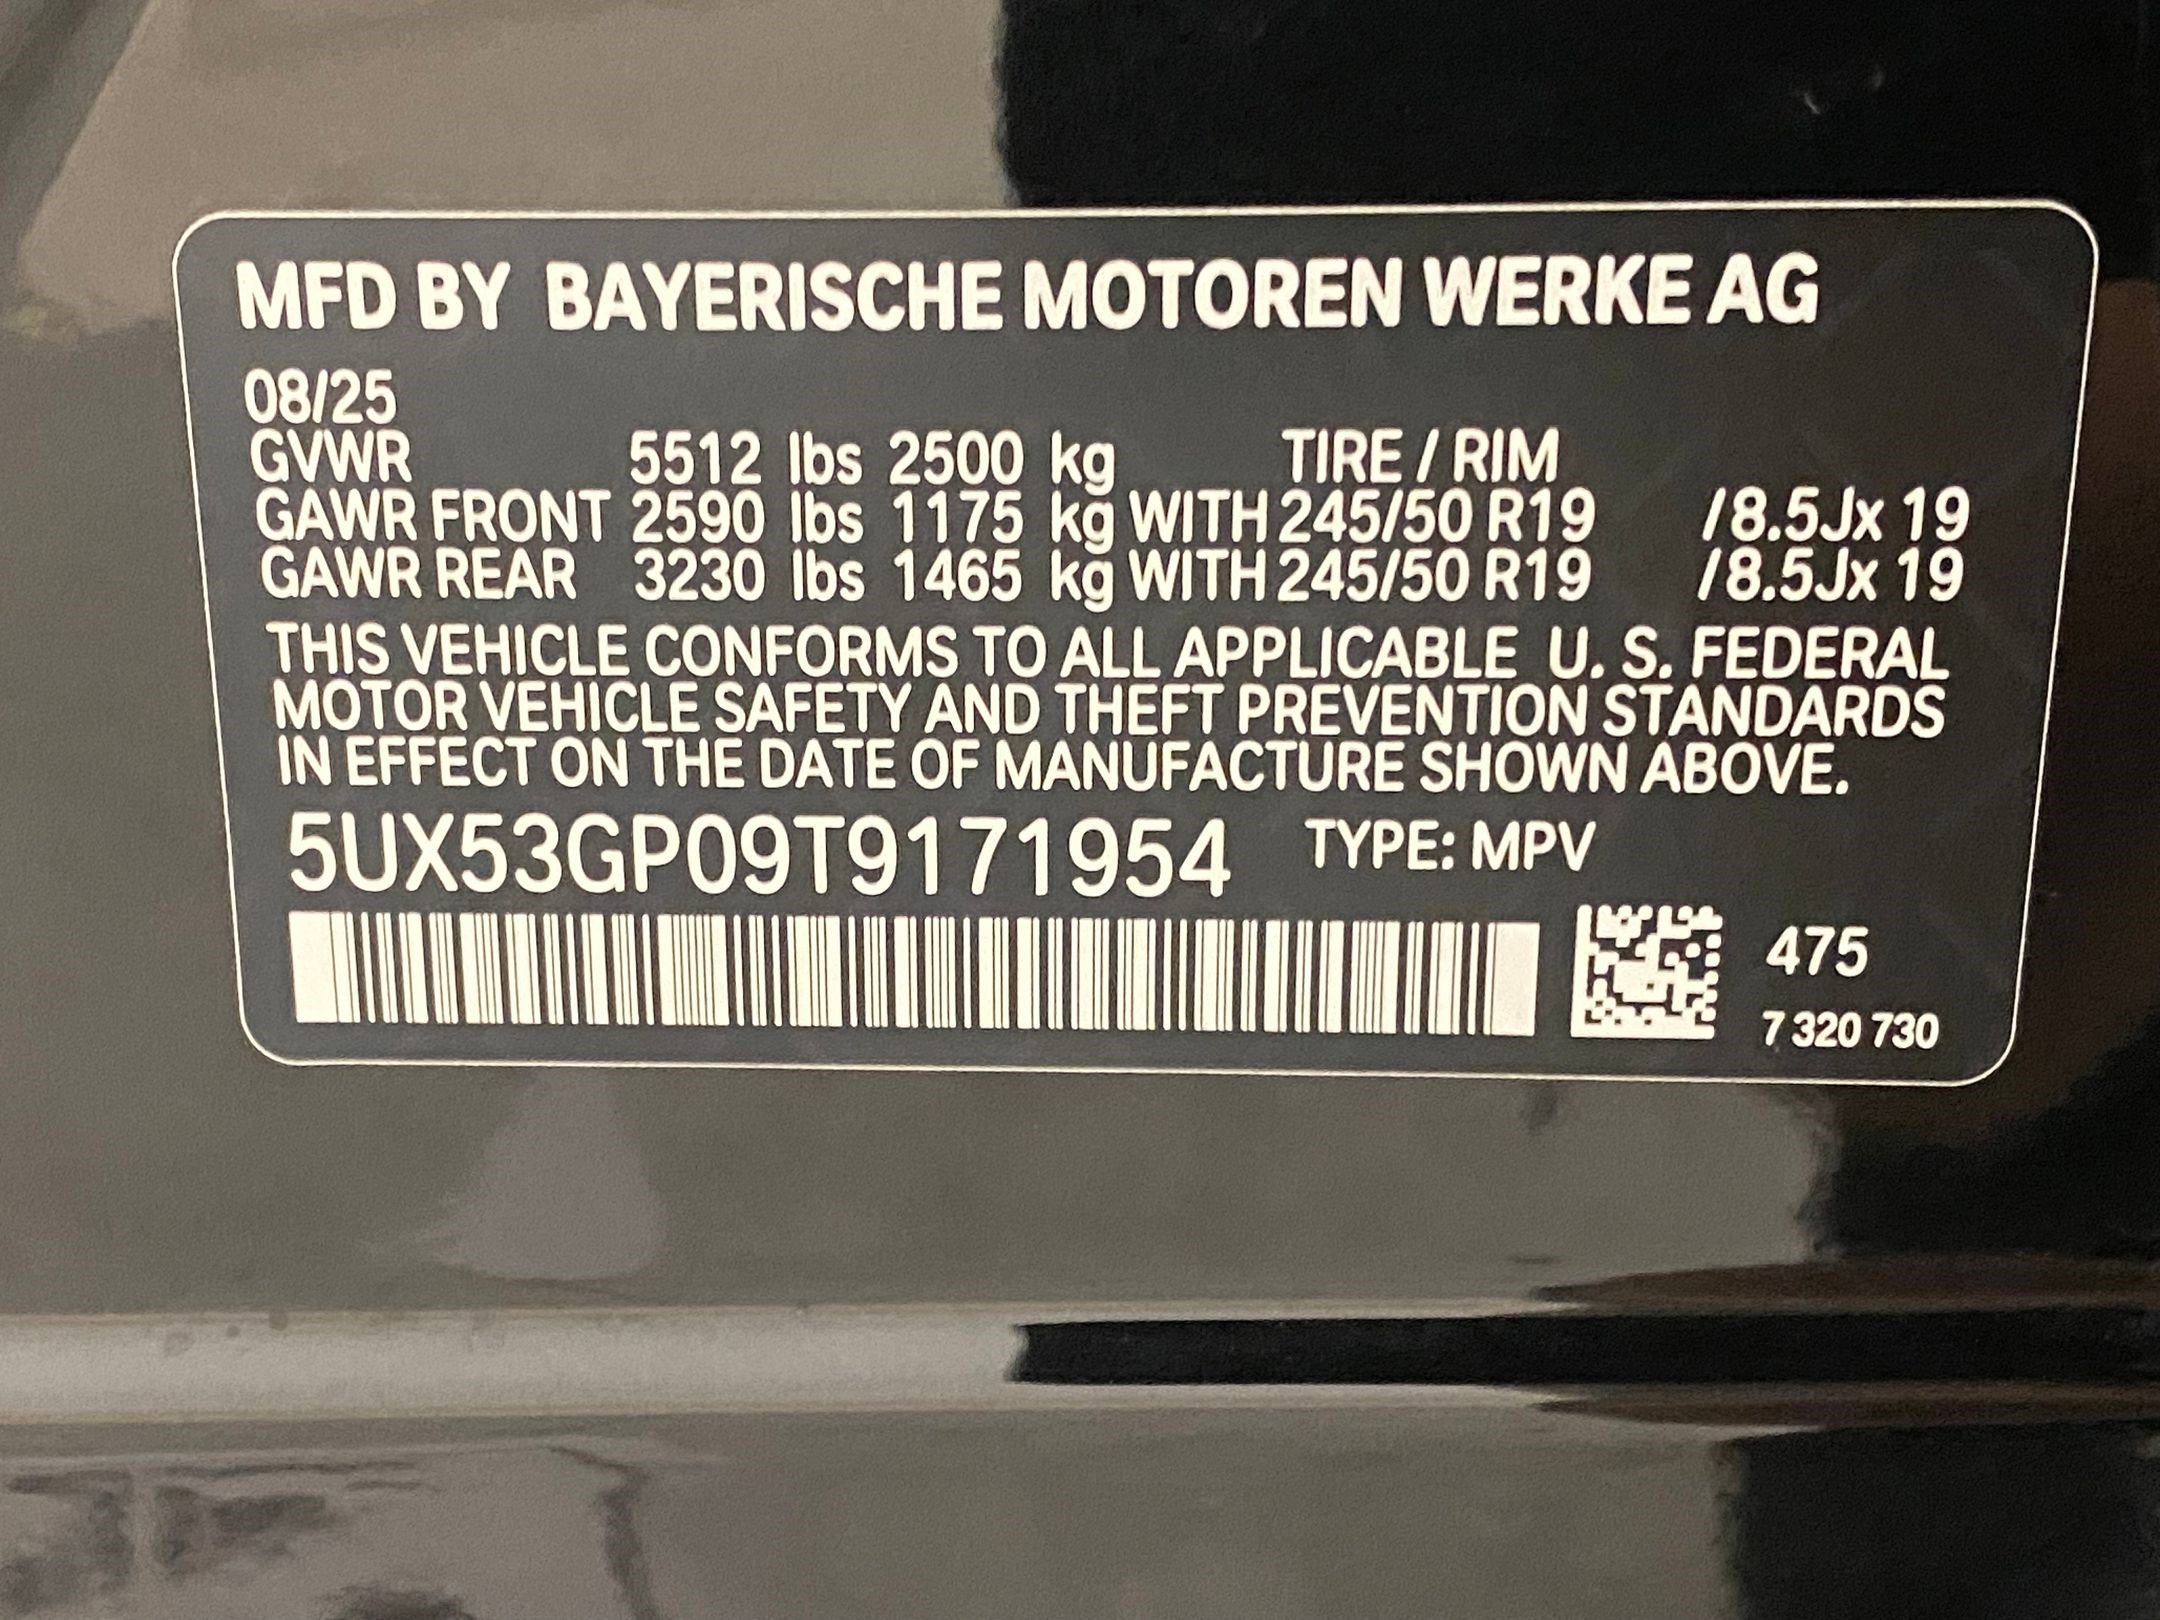 MFD BY BAYERISCHE MOTOREN WERKE AG
08/25
GVWR 5512 lbs 2500 kg TIRE / RIM
GAWR FRONT 2590 lbs 1175 kg WITH 245/50 R19 /8.5Jx 19
GAWR REAR 3230 lbs 1465 kg WITH 245/50 R19 /8.5Jx 19
THIS VEHICLE CONFORMS TO ALL APPLICABLE U. S. FEDERAL
MOTOR VEHICLE SAFETY AND THEFT PREVENTION STANDARDS
IN EFFECT ON THE DATE OF MANUFACTURE SHOWN ABOVE.
5UX53GP09T9171954 TYPE: MPV
475
7 320 730